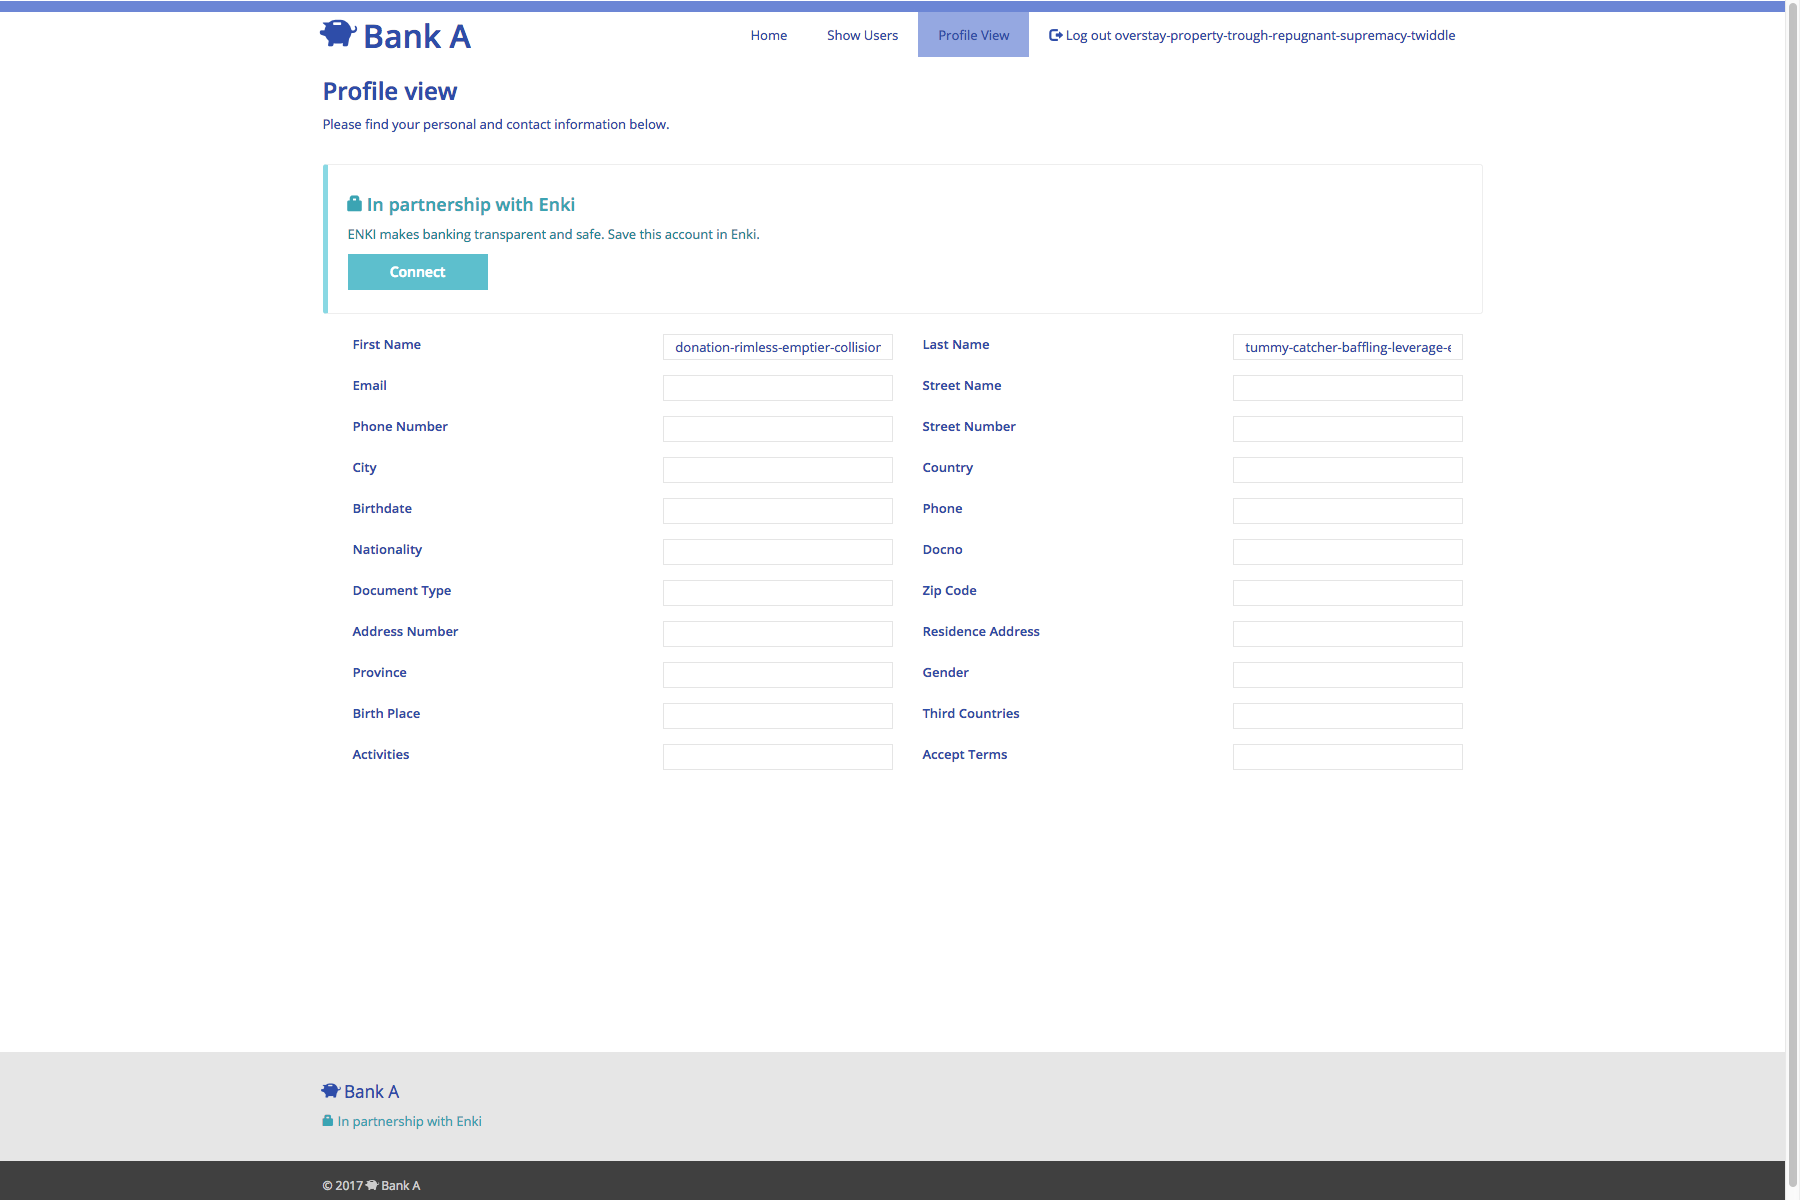 Bank A
Home Show Users Profile View Log out overstay-property-trough-repugnant-supremacy-twiddle
Profile view
Please find your personal and contact information below.
In partnership with Enki
ENKI makes banking transparent and safe. Save this account in Enki.
Connect
First Name donation-rimless-emptier-collision Last Name tummy-catcher-baffling-leverage-
Email Street Name
Phone Number Street Number
City Country
Birthdate Phone
Nationality Docno
Document Type Zip Code
Address Number Residence Address
Province Gender
Birth Place Third Countries
Activities Accept Terms
Bank A
In partnership with Enki
© 2017 Bank A